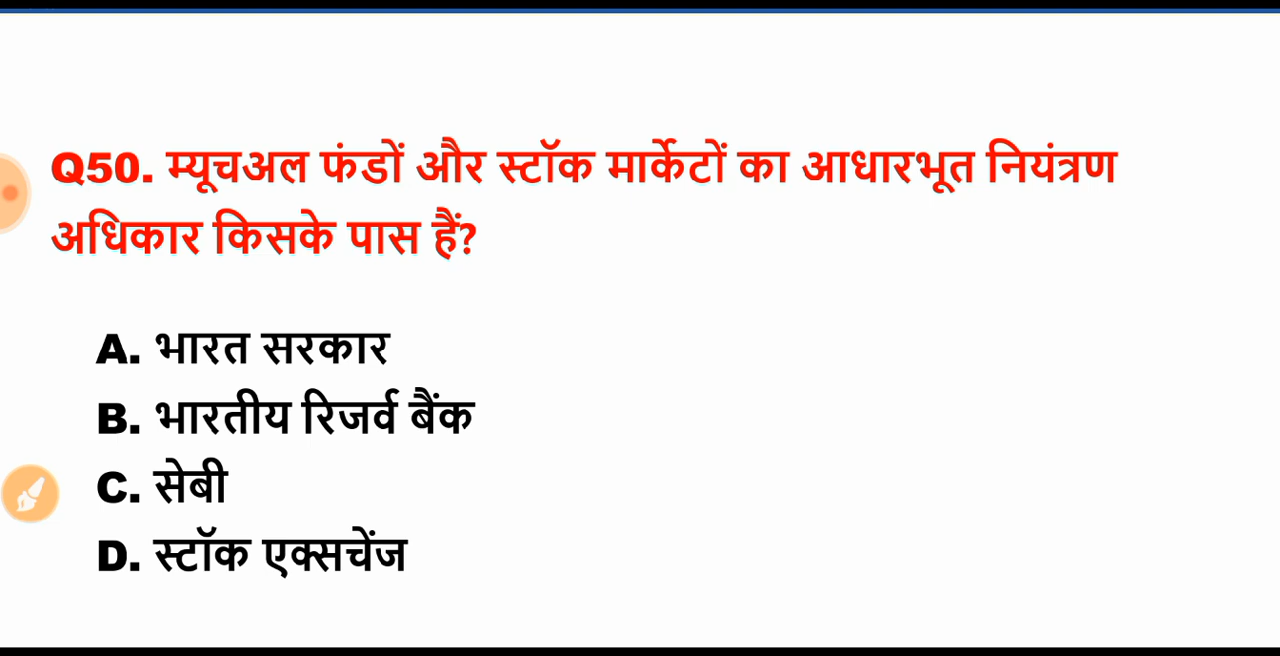 Q50. म्यूचअल फंडों और स्टॉक मार्केटों का आधारभूत नियंत्रण
अधिकार किसके पास हैं?
A. भारत सरकार
B. भारतीय रिजर्व बैंक
C. सेबी
D. स्टॉक एक्सचेंज